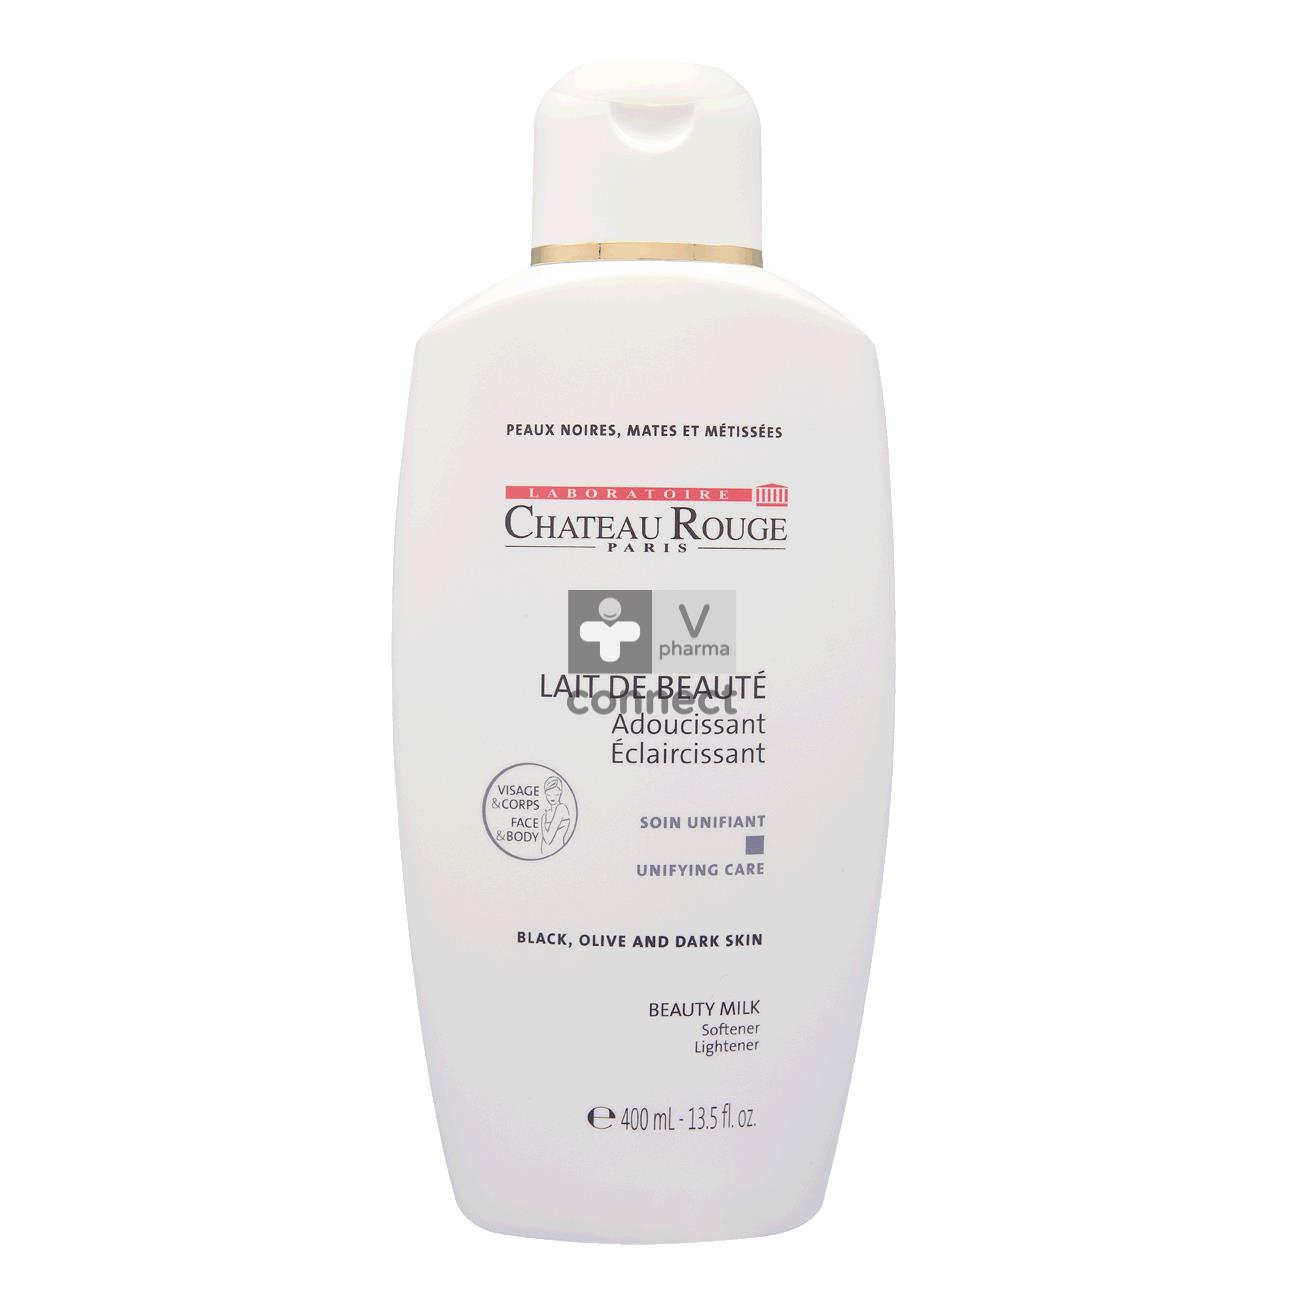 PEAUX NOIRES, MATES ET MÉTISSÉES
LABORATOIRE
CHATEAU ROUGE
PARIS
V
pharma
connect
LAIT DE BEAUTÉ
Adoucissant
Éclaircissant
VISAGE
&CORPS
FACE
&BODY
SOIN UNIFIANT
UNIFYING CARE
BLACK, OLIVE AND DARK SKIN
BEAUTY MILK
Softener
Lightener
℮ 400 mL - 13.5 fl. oz.